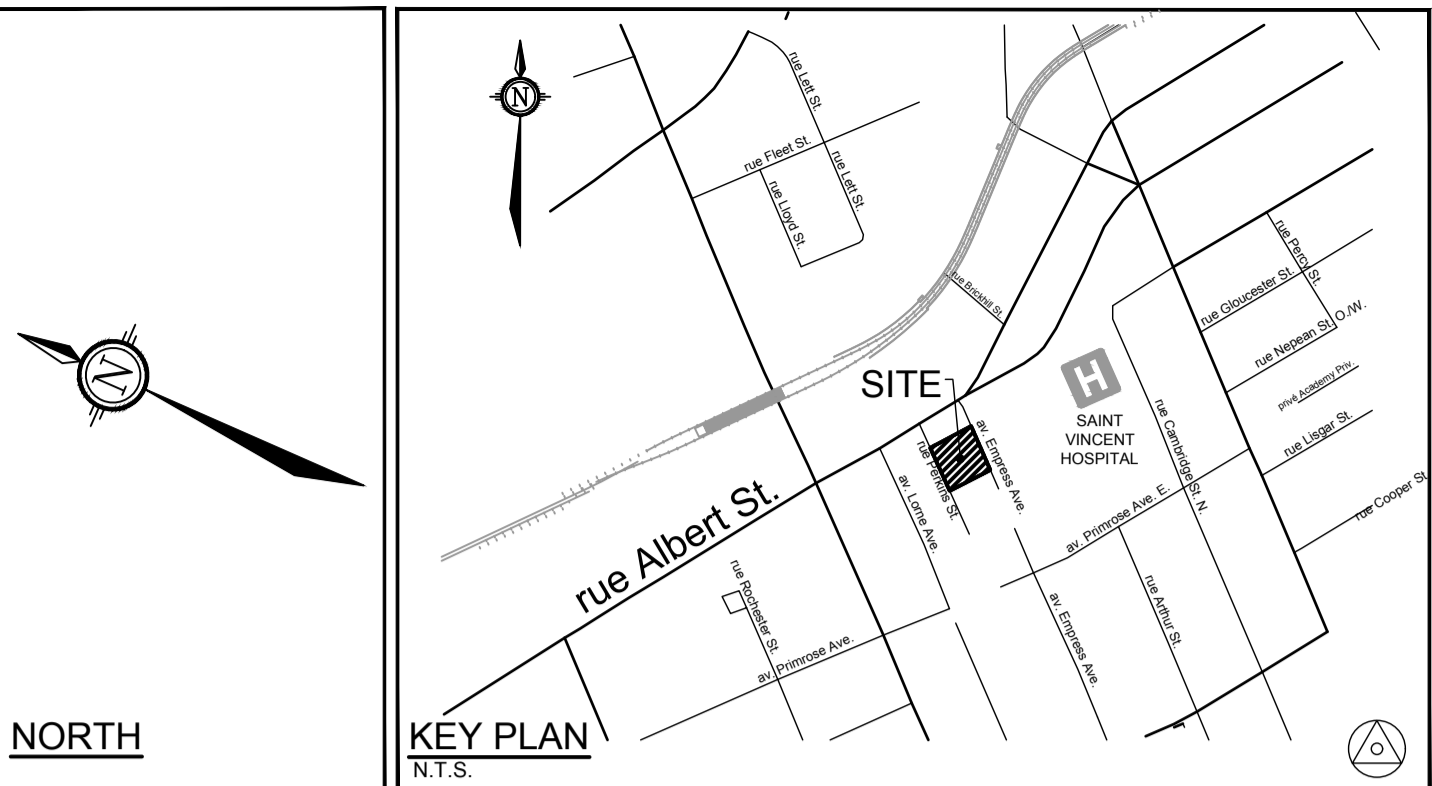 N
NORTH
N
rue Lett St.
rue Fleet St.
rue Lett St.
rue Lloyd St.
rue Brickhill St.
rue Percy St.
rue Gloucester St.
rue Nepean St.
O./W.
privé Academy Priv.
rue Lisgar St.
rue Cooper St
SITE
H
SAINT
VINCENT
HOSPITAL
rue Cambridge St. N.
av. Empress Ave.
rue Perkins St.
av. Lorne Ave.
av. Primrose Ave. E.
rue Albert St.
rue Rochester St.
av. Primrose Ave.
av. Empress Ave.
rue Arthur St.
KEY PLAN
N.T.S.